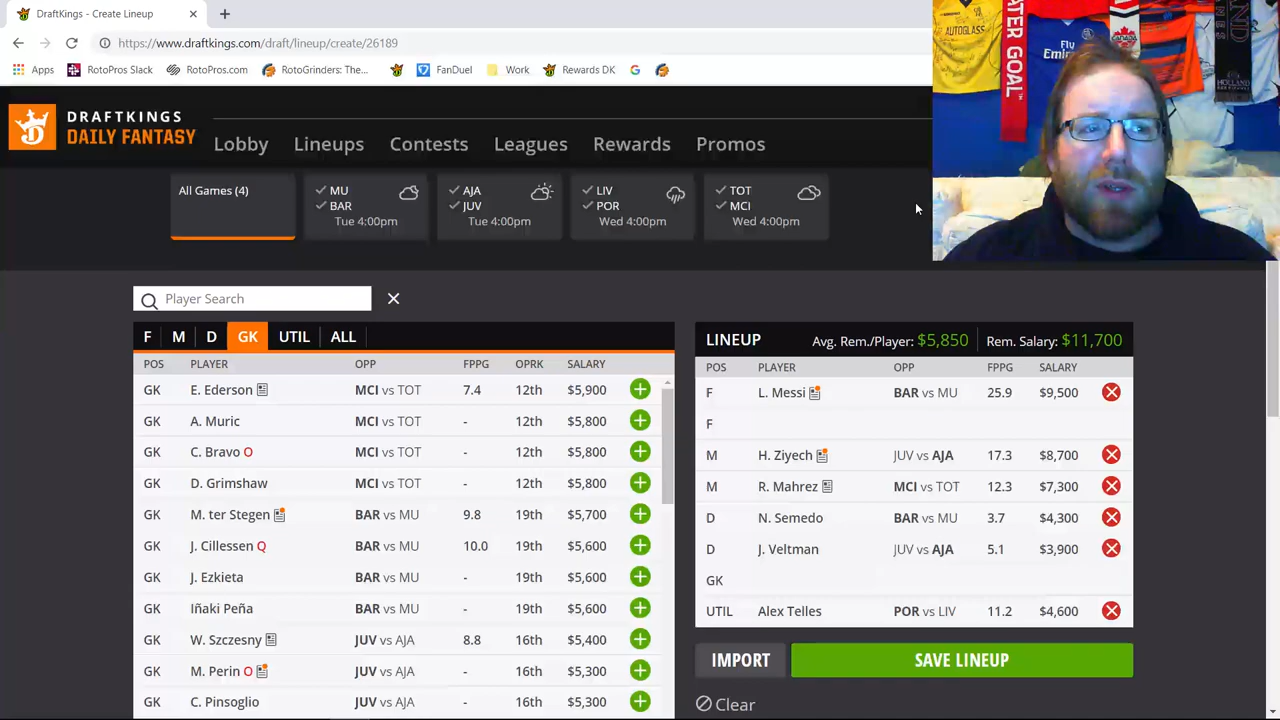 DraftKings - Create Lineup
https://www.draftkings.com/draft/lineup/create/26189
Apps RotoPros Slack RotoPros.com RotoGrinders: The... FanDuel Work Rewards DK
DRAFTKINGS
DAILY FANTASY
Lobby Lineups Contests Leagues Rewards Promos
All Games (4)
MU
BAR
Tue 4:00pm
AJA
JUV
Tue 4:00pm
LIV
POR
Wed 4:00pm
TOT
MCI
Wed 4:00pm
AUTOGLASS
ATER GOAL
CANADA
Fly
Emirates
HOLLAND
Player Search
F M D GK UTIL ALL
POS PLAYER OPP FPPG OPRK SALARY
GK E. Ederson MCI vs TOT 7.4 12th $5,900
GK A. Muric MCI vs TOT - 12th $5,800
GK C. Bravo O MCI vs TOT - 12th $5,800
GK D. Grimshaw MCI vs TOT - 12th $5,800
GK M. ter Stegen BAR vs MU 9.8 19th $5,700
GK J. Cillessen Q BAR vs MU 10.0 19th $5,600
GK J. Ezkieta BAR vs MU - 19th $5,600
GK Iñaki Peña BAR vs MU - 19th $5,600
GK W. Szczesny JUV vs AJA 8.8 16th $5,400
GK M. Perin O JUV vs AJA - 16th $5,300
GK C. Pinsoglio JUV vs AJA - 16th $5,300
LINEUP Avg. Rem./Player: $5,850 Rem. Salary: $11,700
POS PLAYER OPP FPPG SALARY
F L. Messi BAR vs MU 25.9 $9,500
F
M H. Ziyech JUV vs AJA 17.3 $8,700
M R. Mahrez MCI vs TOT 12.3 $7,300
D N. Semedo BAR vs MU 3.7 $4,300
D J. Veltman JUV vs AJA 5.1 $3,900
GK
UTIL Alex Telles POR vs LIV 11.2 $4,600
IMPORT SAVE LINEUP
Clear